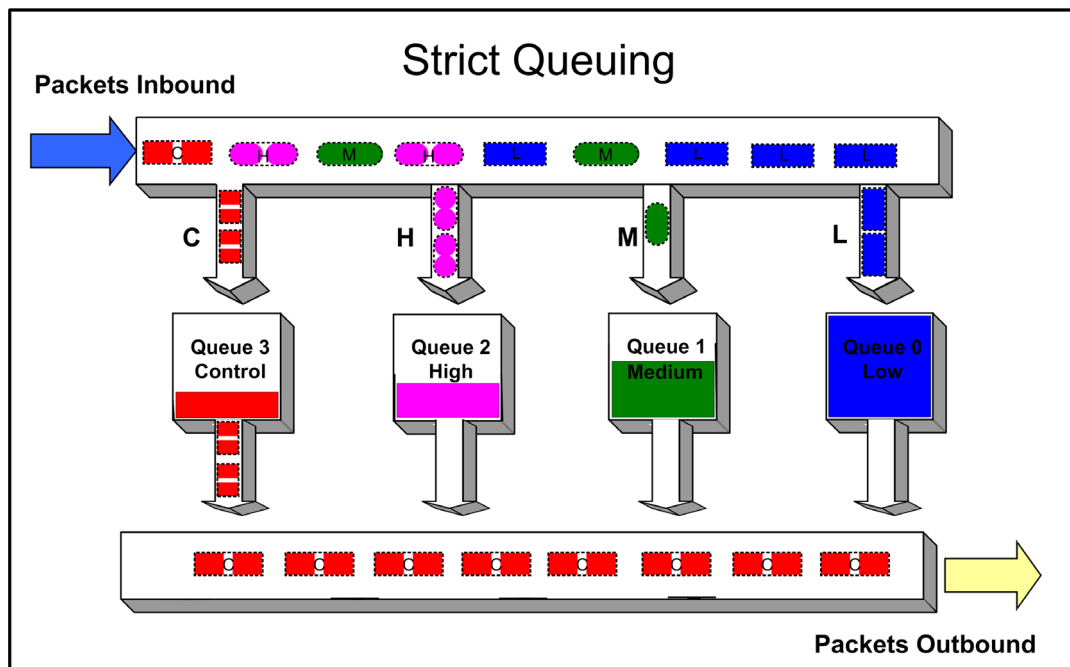 Strict Queuing
Packets Inbound
C H M H L M L L L
C H M L
Queue 3 Queue 2 Queue 1 Queue 0
Control High Medium Low
C C C C C C C C
Packets Outbound